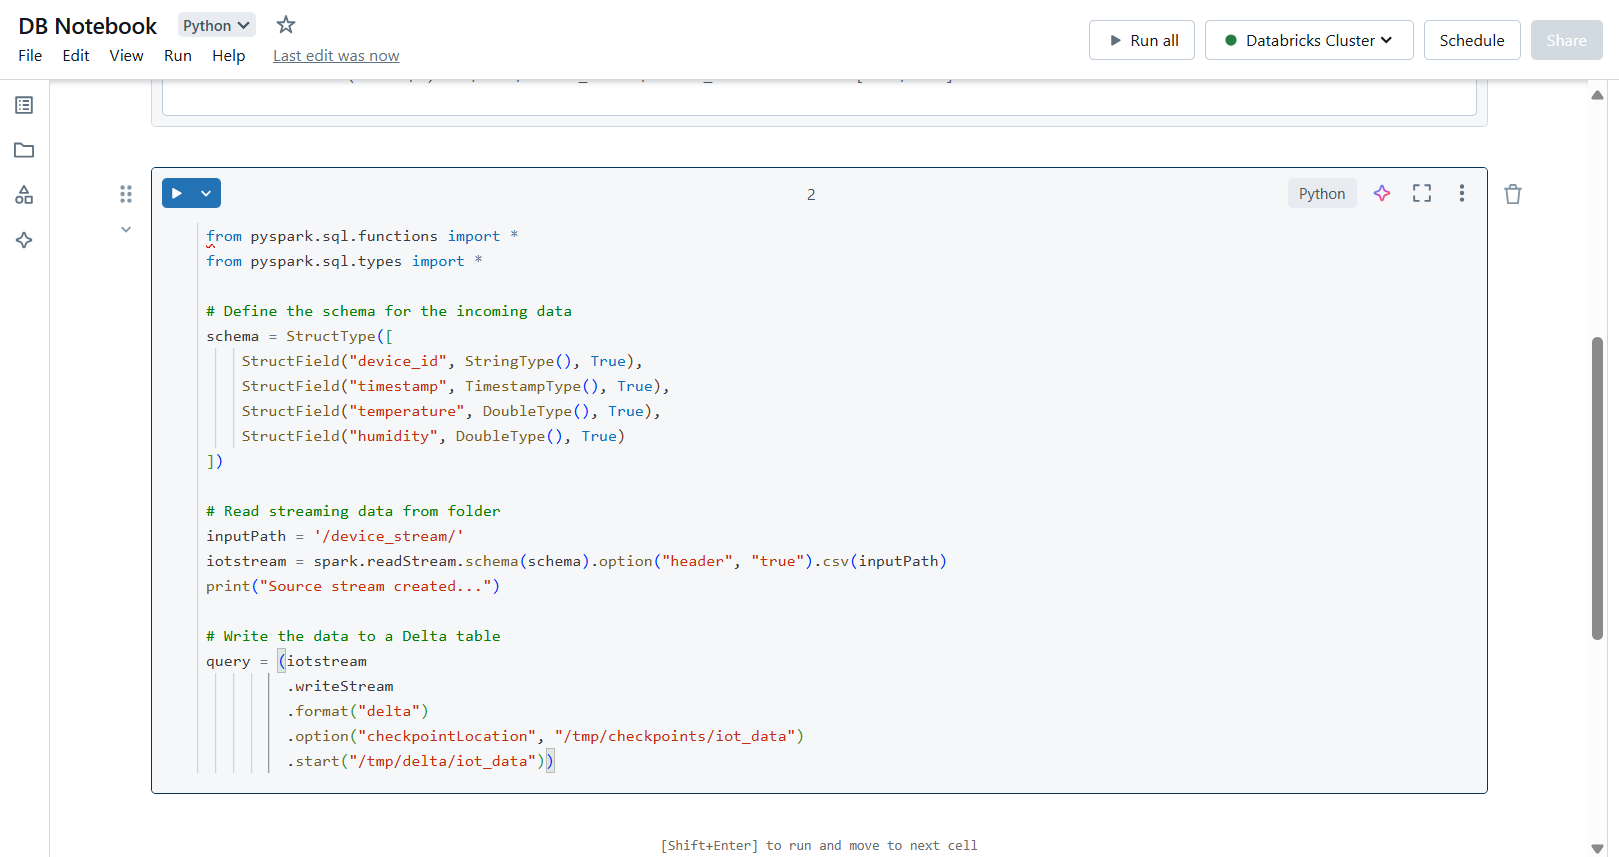 DB Notebook Python
File Edit View Run Help Last edit was now
Run all Databricks Cluster Schedule Share
2
Python
from pyspark.sql.functions import *
from pyspark.sql.types import *
# Define the schema for the incoming data
schema = StructType([
StructField("device_id", StringType(), True),
StructField("timestamp", TimestampType(), True),
StructField("temperature", DoubleType(), True),
StructField("humidity", DoubleType(), True)
])
# Read streaming data from folder
inputPath = '/device_stream/'
iotstream = spark.readStream.schema(schema).option("header", "true").csv(inputPath)
print("Source stream created...")
# Write the data to a Delta table
query = (iotstream
.writeStream
.format("delta")
.option("checkpointLocation", "/tmp/checkpoints/iot_data")
.start("/tmp/delta/iot_data"))
[Shift+Enter] to run and move to next cell